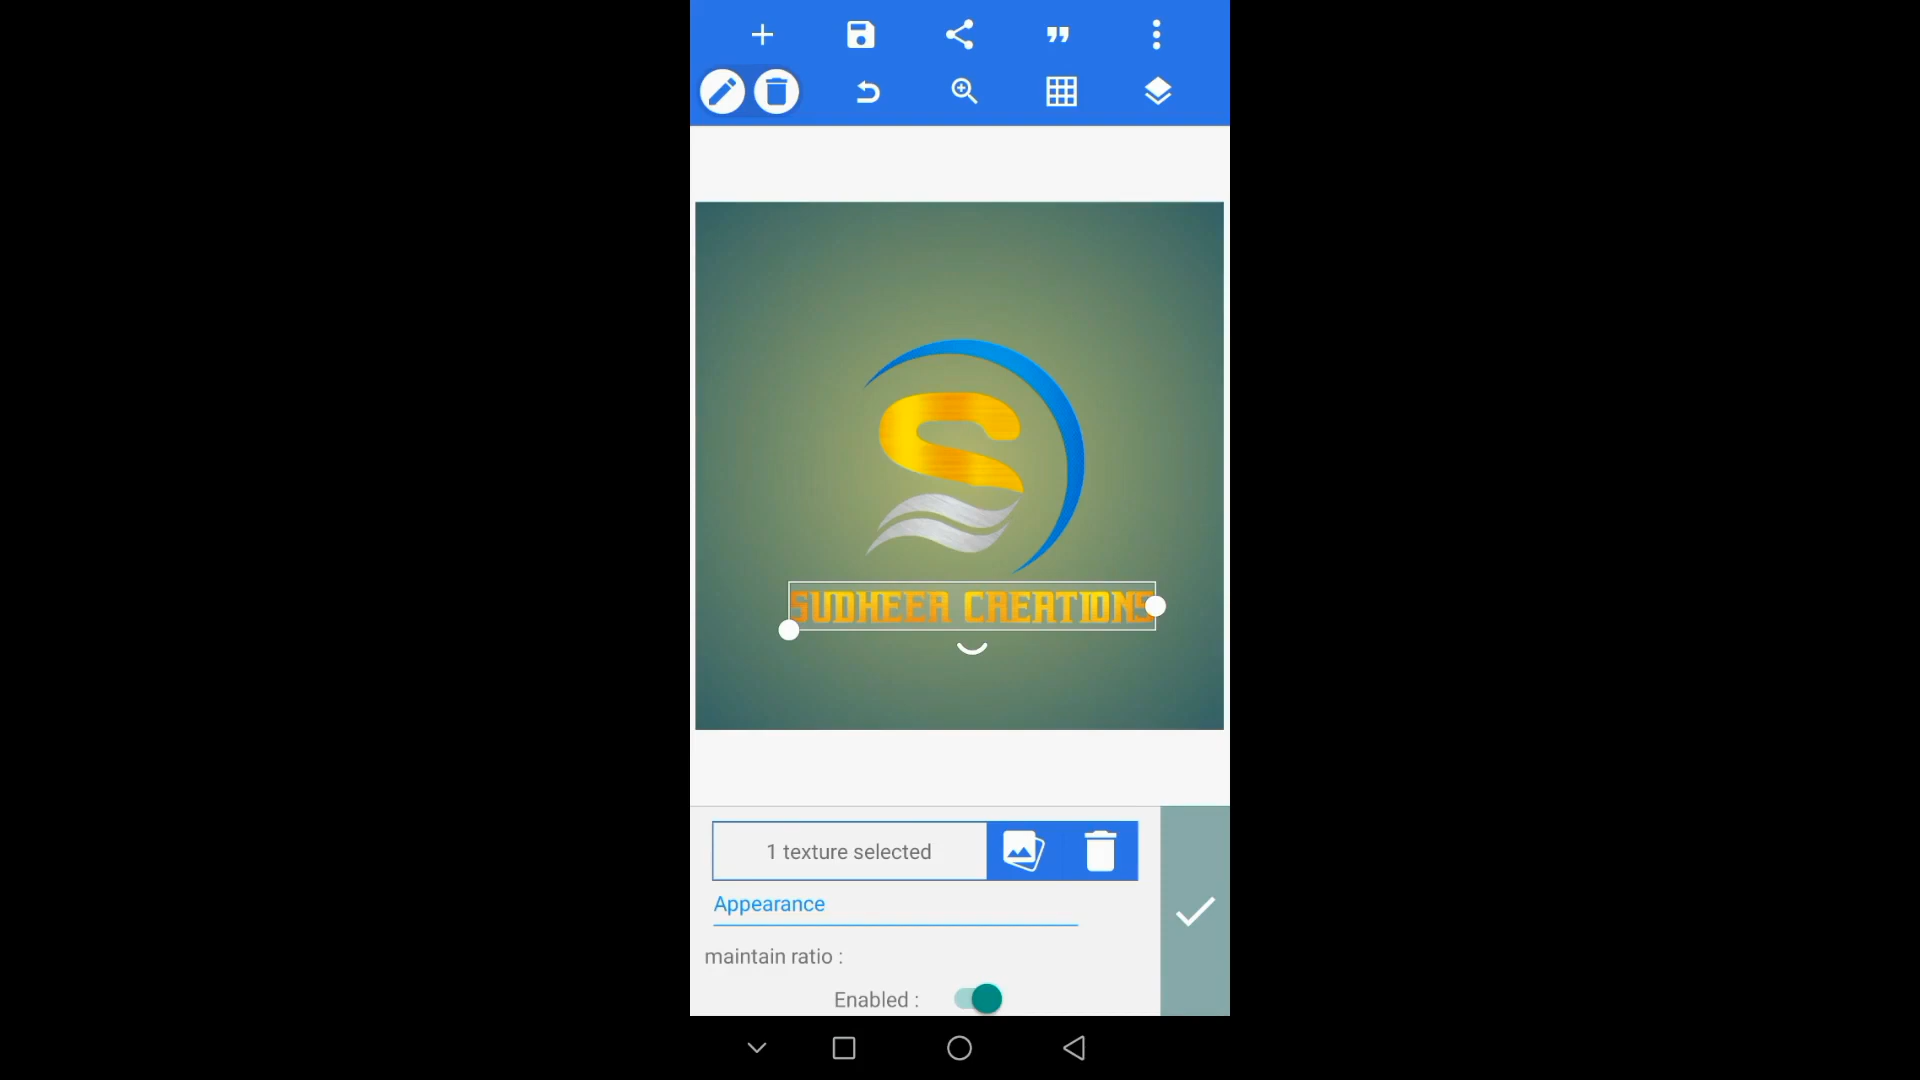 S
SUDHEER CREATIONS
1 texture selected
Appearance
maintain ratio :
Enabled :